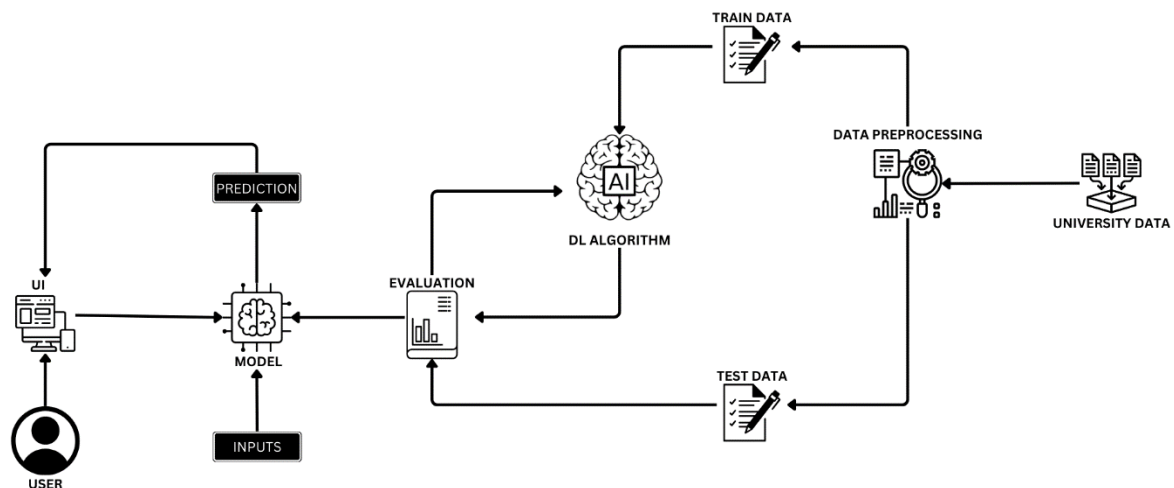 TRAIN DATA
DATA PREPROCESSING
PREDICTION
AI
UNIVERSITY DATA
DL ALGORITHM
UI
EVALUATION
MODEL
TEST DATA
INPUTS
USER